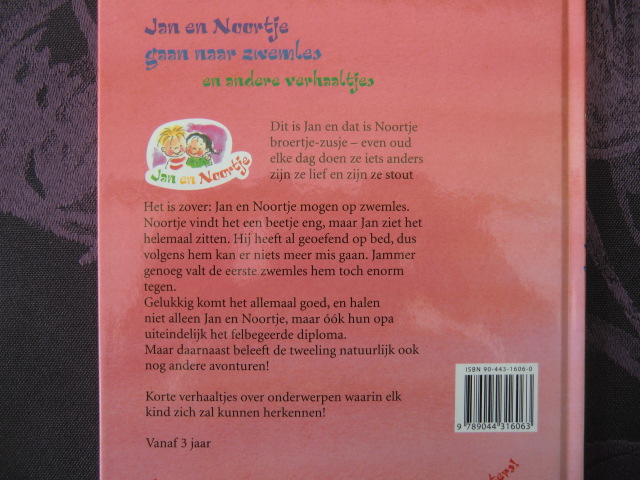 Jan en Noortje
gaan naar zwemles
en andere verhaaltjes
Jan en Noortje
Dit is Jan en dat is Noortje
broertje-zusje – even oud
elke dag doen ze iets anders
zijn ze lief en zijn ze stout
Het is zover: Jan en Noortje mogen op zwemles.
Noortje vindt het een beetje eng, maar Jan ziet het
helemaal zitten. Hij heeft al geoefend op bed, dus
volgens hem kan er niets meer mis gaan. Jammer
genoeg valt de eerste zwemles hem toch enorm
tegen.
Gelukkig komt het allemaal goed, en halen
niet alleen Jan en Noortje, maar óók hun opa
uiteindelijk het felbegeerde diploma.
Maar daarnaast beleeft de tweeling natuurlijk ook
nog andere avonturen!
Korte verhaaltjes over onderwerpen waarin elk
kind zich zal kunnen herkennen!
Vanaf 3 jaar
ISBN 90-443-1606-0
9789044316063